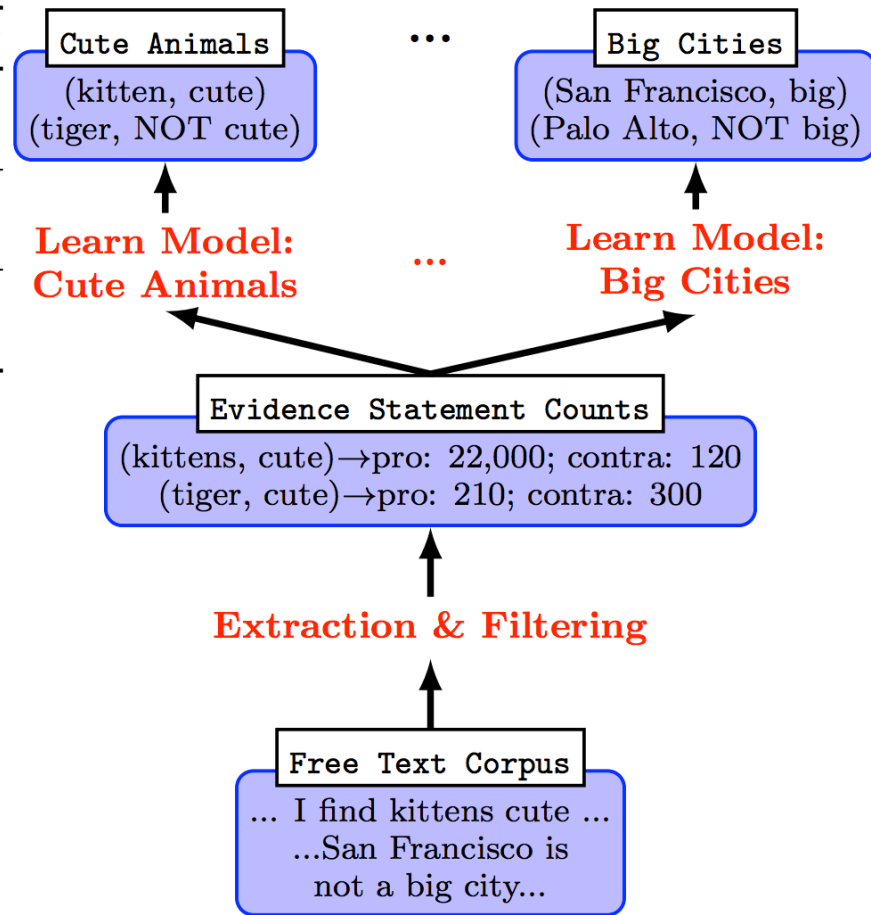 Cute Animals
...
Big Cities
(kitten, cute)
(tiger, NOT cute)
(San Francisco, big)
(Palo Alto, NOT big)
Learn Model:
Cute Animals
...
Learn Model:
Big Cities
Evidence Statement Counts
(kittens, cute)→pro: 22,000; contra: 120
(tiger, cute)→pro: 210; contra: 300
Extraction & Filtering
Free Text Corpus
... I find kittens cute ...
...San Francisco is
not a big city...